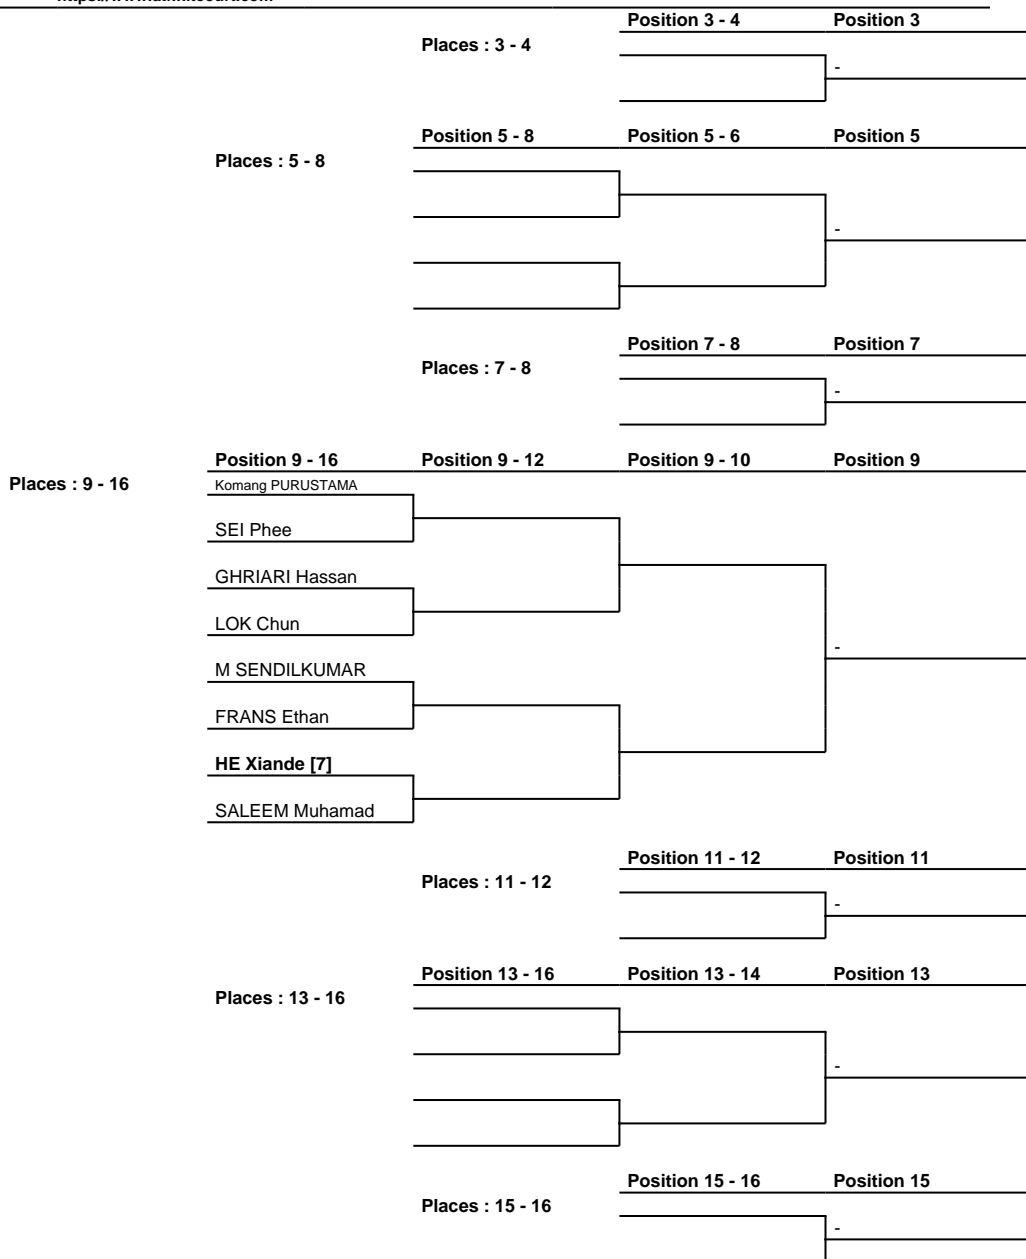 Position 3 - 4 Position 3
Places : 3 - 4
-
Position 5 - 8 Position 5 - 6 Position 5
Places : 5 - 8
-
Position 7 - 8 Position 7
Places : 7 - 8
-
Position 9 - 16 Position 9 - 12 Position 9 - 10 Position 9
Places : 9 - 16 Komang PURUSTAMA
SEI Phee
GHRIARI Hassan
LOK Chun
-
M SENDILKUMAR
FRANS Ethan
HE Xiande [7]
SALEEM Muhamad
Position 11 - 12 Position 11
Places : 11 - 12
-
Position 13 - 16 Position 13 - 14 Position 13
Places : 13 - 16
-
Position 15 - 16 Position 15
Places : 15 - 16
-